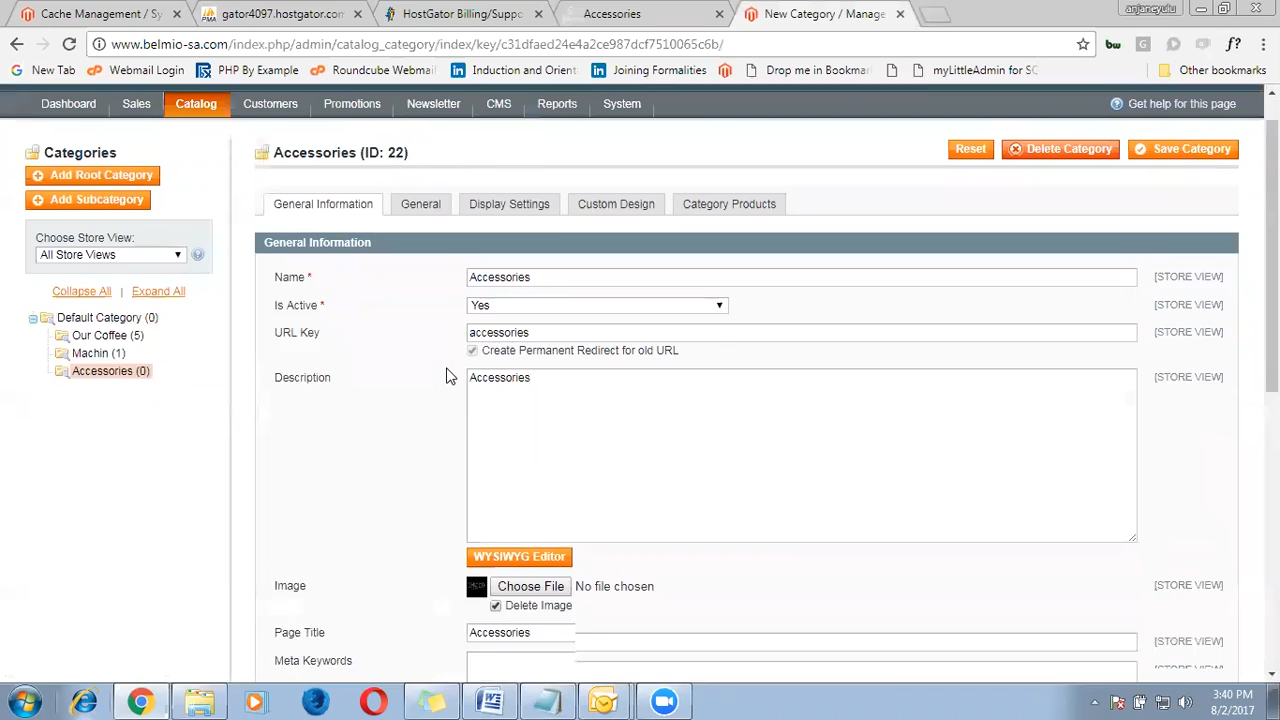 Cache Management / Sy
gator4097.hostgator.com
HostGator Billing/Suppo
Accessories
New Category / Manage
anjaneyulu
www.belmio-sa.com/index.php/admin/catalog_category/index/key/c31dfaed24e4a2ce987dcf7510065c6b/
New Tab
Webmail Login
PHP By Example
Roundcube Webmail
Induction and Orient
Joining Formalities
Drop me in Bookmark
myLittleAdmin for SQ
Other bookmarks
Dashboard
Sales
Catalog
Customers
Promotions
Newsletter
CMS
Reports
System
Get help for this page
Categories
Add Root Category
Add Subcategory
Choose Store View:
All Store Views
Collapse All | Expand All
Default Category (0)
Our Coffee (5)
Machin (1)
Accessories (0)
Accessories (ID: 22)
Reset
Delete Category
Save Category
General Information
General
Display Settings
Custom Design
Category Products
General Information
Name * Accessories [STORE VIEW]
Is Active * Yes [STORE VIEW]
URL Key accessories [STORE VIEW]
Create Permanent Redirect for old URL
Description Accessories [STORE VIEW]
WYSIWYG Editor
Image Choose File No file chosen [STORE VIEW]
Delete Image
Page Title Accessories [STORE VIEW]
Meta Keywords [STORE VIEW]
3:40 PM
8/2/2017